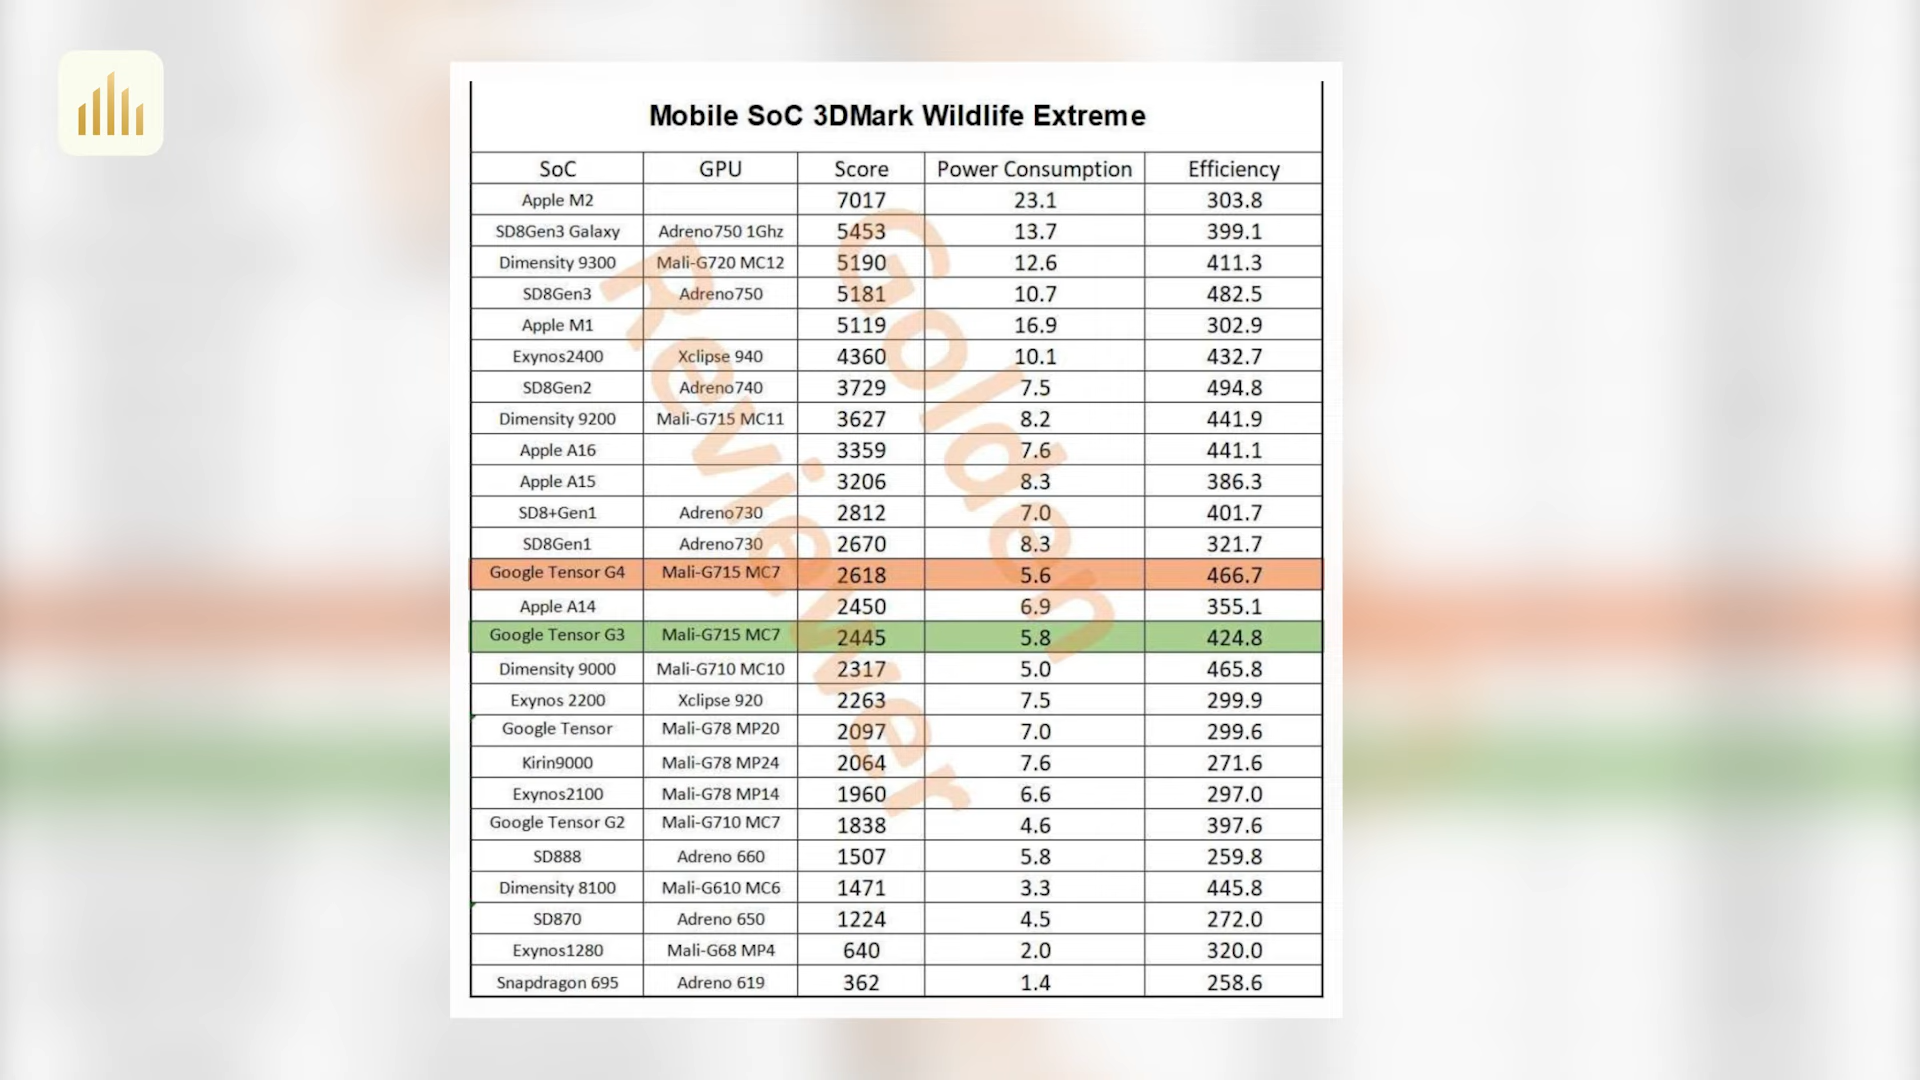 Mobile SoC 3DMark Wildlife Extreme
SoC GPU Score Power Consumption Efficiency
Apple M2 7017 23.1 303.8
SD8Gen3 Galaxy Adreno750 1Ghz 5453 13.7 399.1
Dimensity 9300 Mali-G720 MC12 5190 12.6 411.3
SD8Gen3 Adreno750 5181 10.7 482.5
Apple M1 5119 16.9 302.9
Exynos2400 Xclipse 940 4360 10.1 432.7
SD8Gen2 Adreno740 3729 7.5 494.8
Dimensity 9200 Mali-G715 MC11 3627 8.2 441.9
Apple A16 3359 7.6 441.1
Apple A15 3206 8.3 386.3
SD8+Gen1 Adreno730 2812 7.0 401.7
SD8Gen1 Adreno730 2670 8.3 321.7
Google Tensor G4 Mali-G715 MC7 2618 5.6 466.7
Apple A14 2450 6.9 355.1
Google Tensor G3 Mali-G715 MC7 2445 5.8 424.8
Dimensity 9000 Mali-G710 MC10 2317 5.0 465.8
Exynos 2200 Xclipse 920 2263 7.5 299.9
Google Tensor Mali-G78 MP20 2097 7.0 299.6
Kirin9000 Mali-G78 MP24 2064 7.6 271.6
Exynos2100 Mali-G78 MP14 1960 6.6 297.0
Google Tensor G2 Mali-G710 MC7 1838 4.6 397.6
SD888 Adreno 660 1507 5.8 259.8
Dimensity 8100 Mali-G610 MC6 1471 3.3 445.8
SD870 Adreno 650 1224 4.5 272.0
Exynos1280 Mali-G68 MP4 640 2.0 320.0
Snapdragon 695 Adreno 619 362 1.4 258.6
Golden
Reviewer